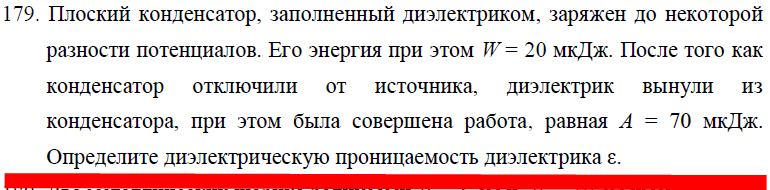 179. Плоский конденсатор, заполненный диэлектриком, заряжен до некоторой
разности потенциалов. Его энергия при этом W = 20 мкДж. После того как
конденсатор отключили от источника, диэлектрик вынули из
конденсатора, при этом была совершена работа, равная A = 70 мкДж.
Определите диэлектрическую проницаемость диэлектрика ε.